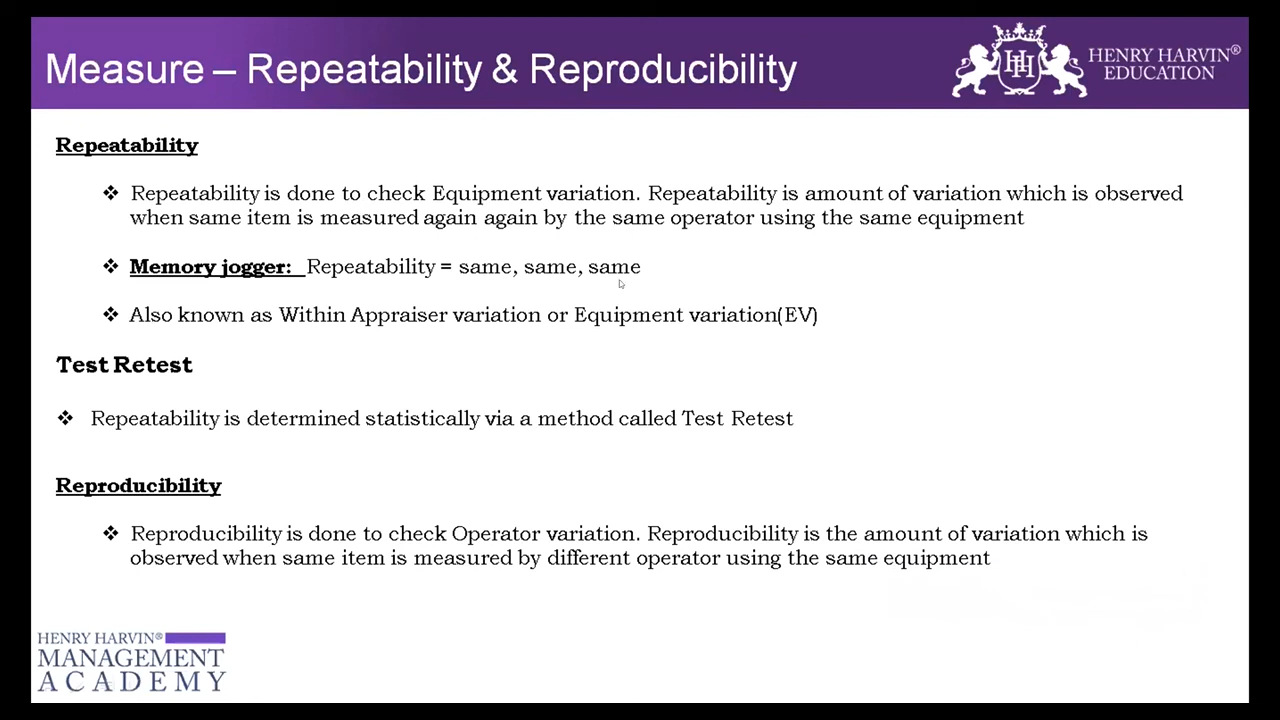 Measure – Repeatability & Reproducibility
HENRY HARVIN®
EDUCATION
Repeatability
❖ Repeatability is done to check Equipment variation. Repeatability is amount of variation which is observed
when same item is measured again again by the same operator using the same equipment
❖ Memory jogger: Repeatability = same, same, same
❖ Also known as Within Appraiser variation or Equipment variation(EV)
Test Retest
❖ Repeatability is determined statistically via a method called Test Retest
Reproducibility
❖ Reproducibility is done to check Operator variation. Reproducibility is the amount of variation which is
observed when same item is measured by different operator using the same equipment
HENRY HARVIN®
MANAGEMENT
ACADEMY